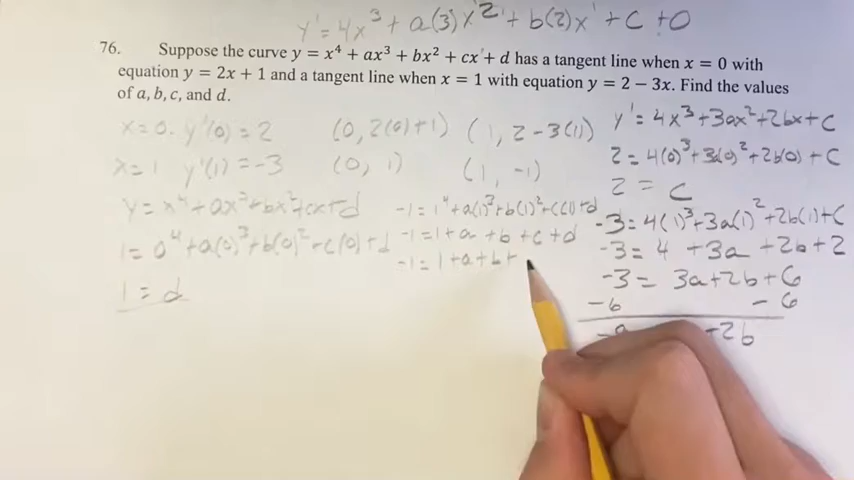 y' = 4x³ + a(3)x² + b(2)x' + c + 0
76. Suppose the curve y = x⁴ + ax³ + bx² + cx + d has a tangent line when x = 0 with
equation y = 2x + 1 and a tangent line when x = 1 with equation y = 2 − 3x. Find the values
of a, b, c, and d.
x=0. y'(0) = 2
x=1 y'(1) = -3
y = x⁴ + ax³ + bx² + cx + d
1 = 0⁴ + a(0)³ + b(0)² + c(0) + d
1 = d
(0, 2(0)+1) (1, 2-3(1))
(0, 1) (1, -1)
-1 = 1⁴ + a(1)³ + b(1)² + c(1) + d
-1 = 1 + a + b + c + d
-1 = 1 + a + b +
y' = 4x³ + 3ax² + 2bx + c
2 = 4(0)³ + 3a(0)² + 2b(0) + c
2 = c
-3 = 4(1)³ + 3a(1)² + 2b(1) + c
-3 = 4 + 3a + 2b + 2
-3 = 3a + 2b + 6
-6 - 6
+2b